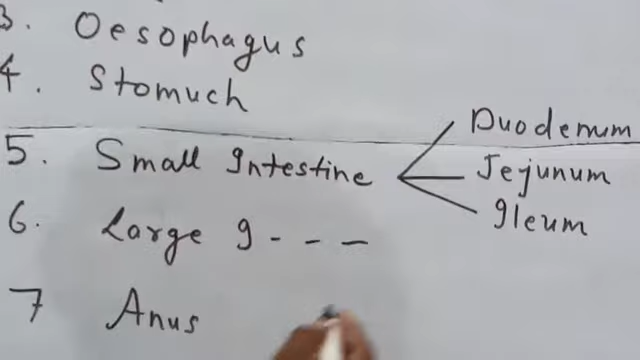 3. Oesophagus
4. Stomuch
5. Small Intestine
Duodenum
Jejunum
Ileum
6. Large I - - -
7 Anus